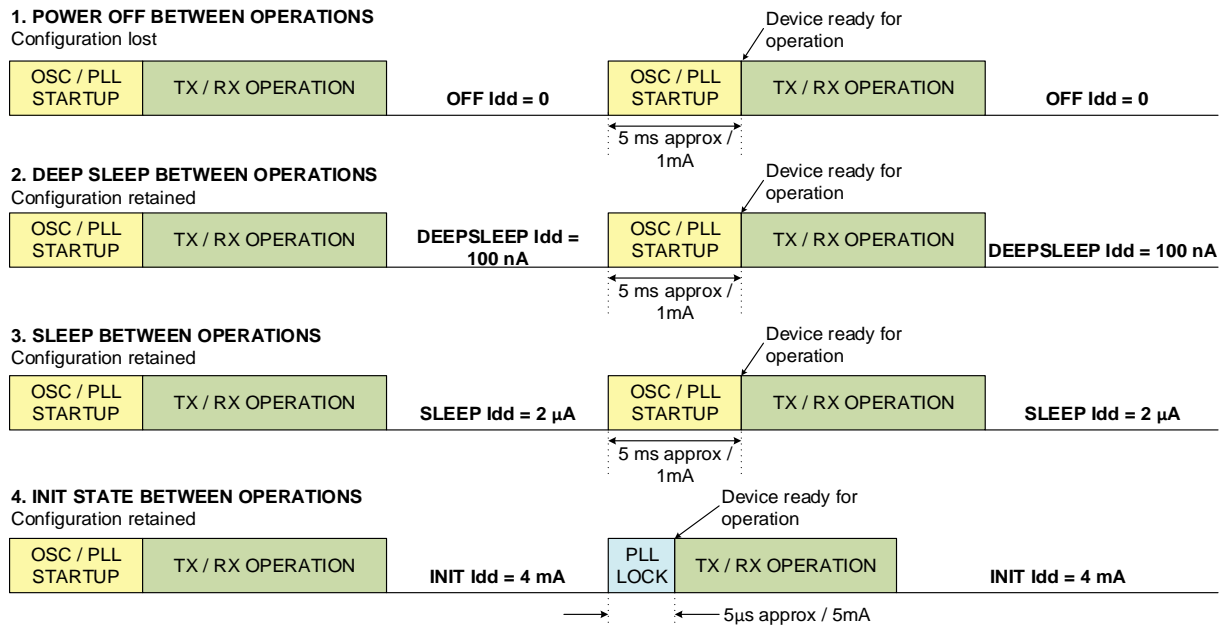 1. POWER OFF BETWEEN OPERATIONS
Configuration lost
Device ready for
operation
OSC / PLL
STARTUP
TX / RX OPERATION
OFF Idd = 0
OSC / PLL
STARTUP
TX / RX OPERATION
OFF Idd = 0
5 ms approx /
1mA
2. DEEP SLEEP BETWEEN OPERATIONS
Configuration retained
Device ready for
operation
OSC / PLL
STARTUP
TX / RX OPERATION
DEEPSLEEP Idd =
100 nA
OSC / PLL
STARTUP
TX / RX OPERATION
DEEPSLEEP Idd = 100 nA
5 ms approx /
1mA
3. SLEEP BETWEEN OPERATIONS
Configuration retained
Device ready for
operation
OSC / PLL
STARTUP
TX / RX OPERATION
SLEEP Idd = 2 µA
OSC / PLL
STARTUP
TX / RX OPERATION
SLEEP Idd = 2 µA
5 ms approx /
1mA
4. INIT STATE BETWEEN OPERATIONS
Configuration retained
Device ready for
operation
OSC / PLL
STARTUP
TX / RX OPERATION
INIT Idd = 4 mA
PLL
LOCK
TX / RX OPERATION
INIT Idd = 4 mA
5µs approx / 5mA